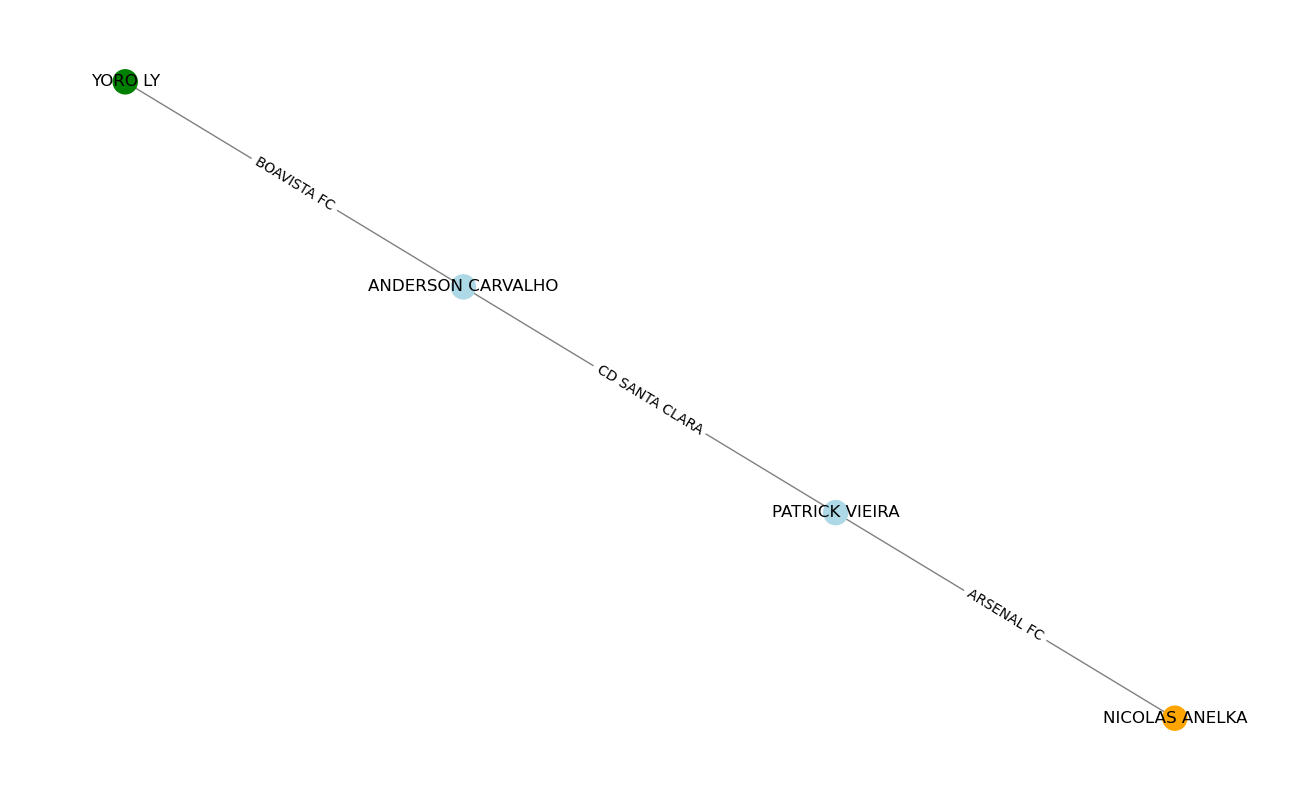 YORO LY
BOAVISTA FC
ANDERSON CARVALHO
CD SANTA CLARA
PATRICK VIEIRA
ARSENAL FC
NICOLAS ANELKA